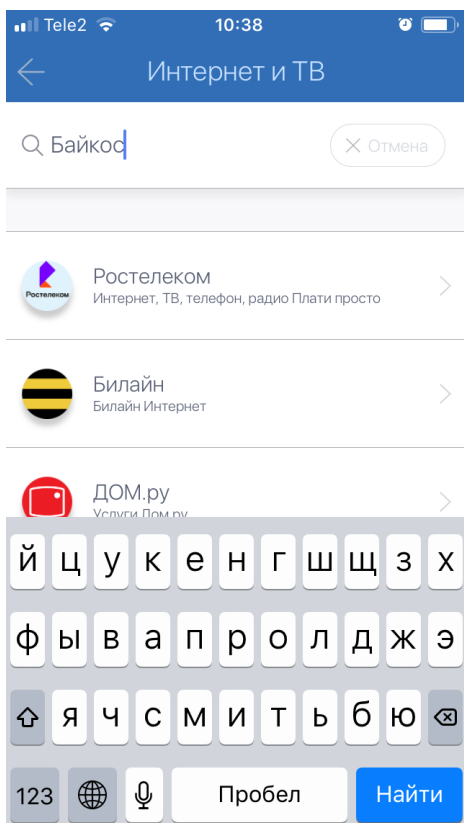 Tele2
10:38
Интернет и ТВ
Байкос
Отмена
Ростелеком
Ростелеком
Интернет, ТВ, телефон, радио Плати просто
Билайн
Билайн Интернет
ДОМ.ру
Услуги Дом.ру
й ц у к е н г ш щ з х
ф ы в а п р о л д ж э
я ч с м и т ь б ю
123
Пробел
Найти